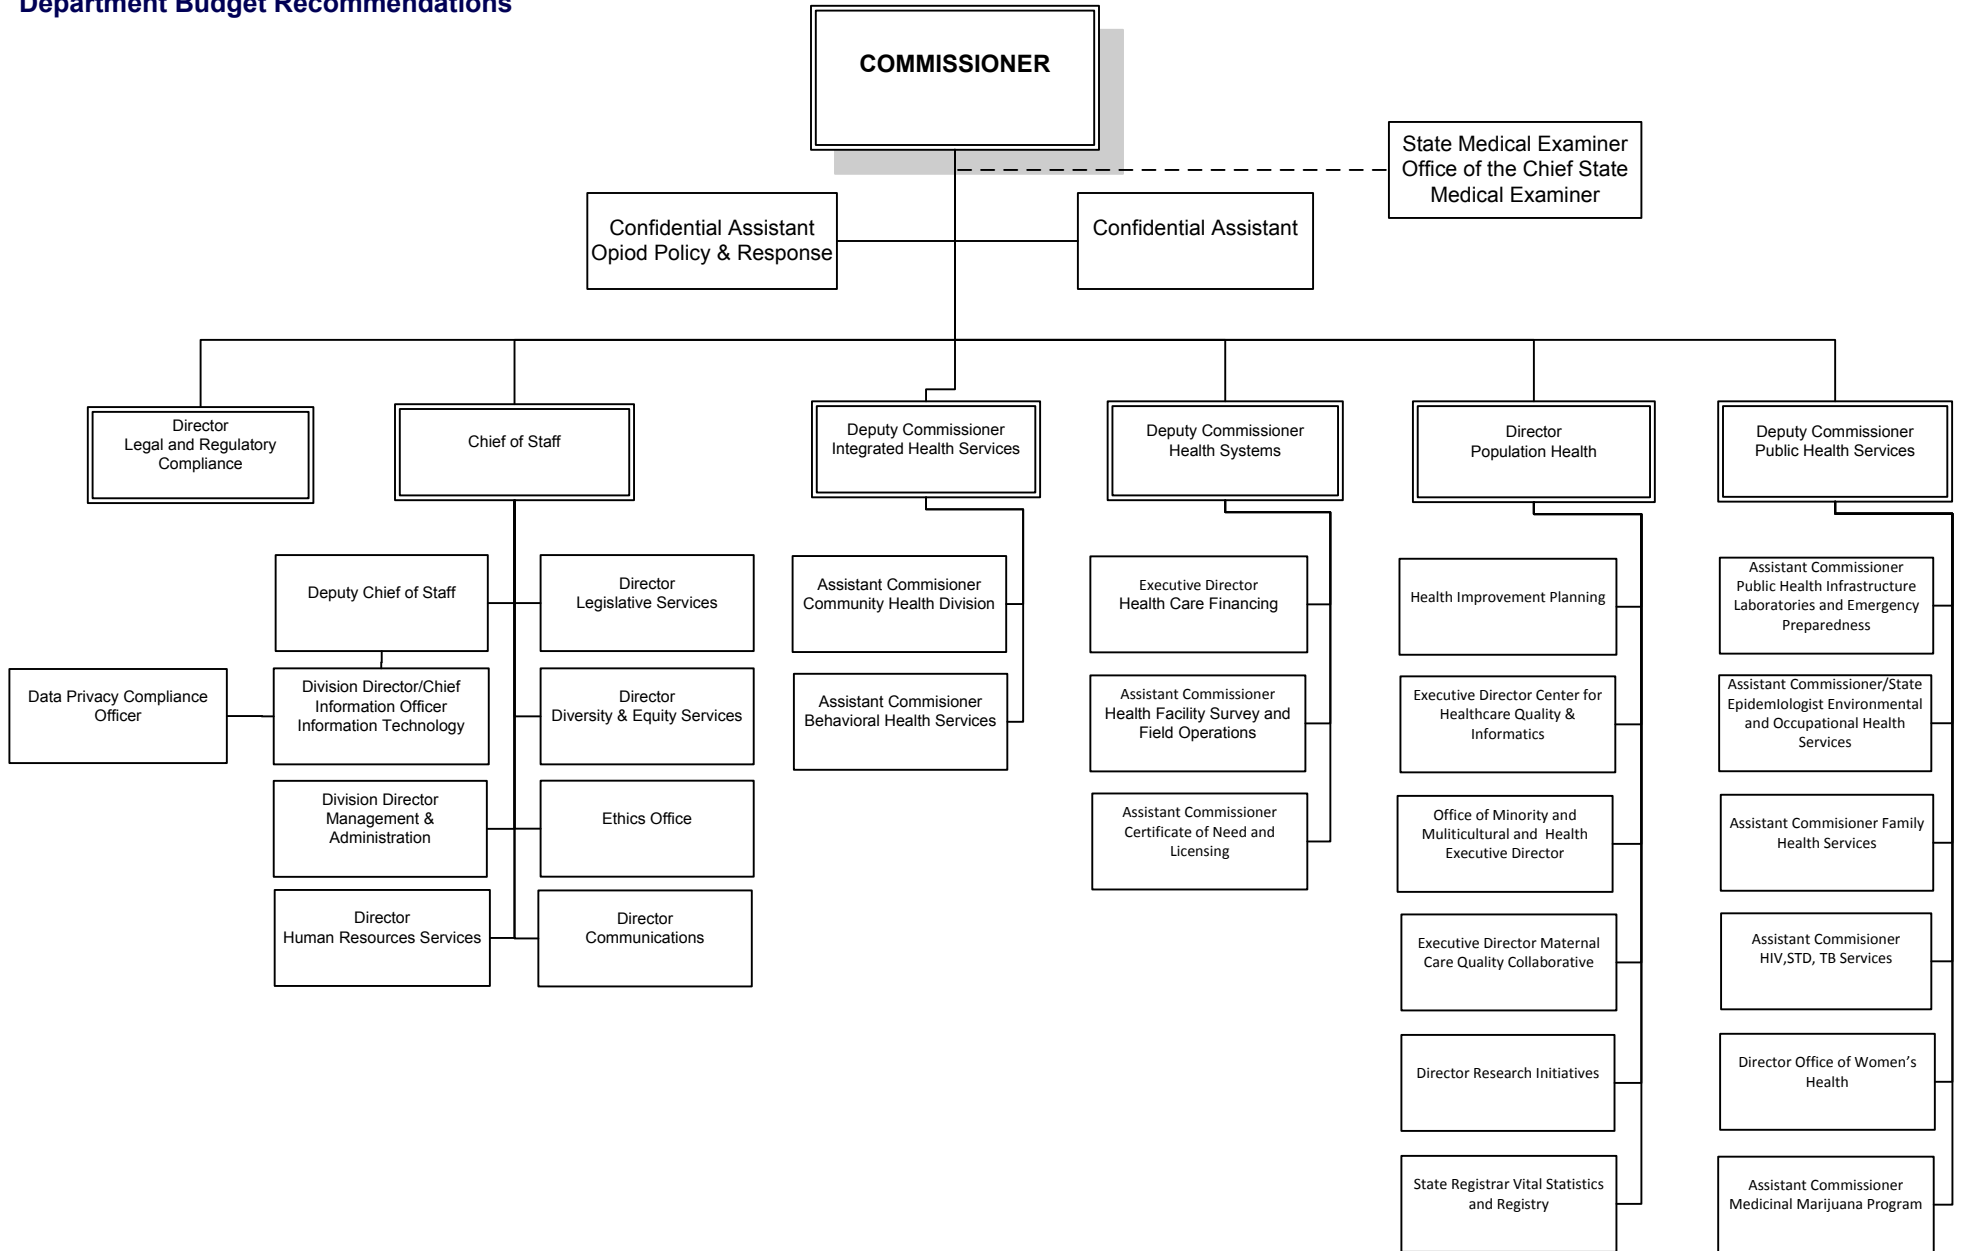 Department Budget Recommendations
COMMISSIONER
State Medical Examiner
Office of the Chief State
Medical Examiner
Confidential Assistant
Opiod Policy & Response
Confidential Assistant
Director
Legal and Regulatory
Compliance
Chief of Staff
Deputy Commissioner
Integrated Health Services
Deputy Commissioner
Health Systems
Director
Population Health
Deputy Commissioner
Public Health Services
Deputy Chief of Staff
Director
Legislative Services
Data Privacy Compliance
Officer
Division Director/Chief
Information Officer
Information Technology
Director
Diversity & Equity Services
Division Director
Management &
Administration
Ethics Office
Director
Human Resources Services
Director
Communications
Assistant Commisioner
Community Health Division
Assistant Commisioner
Behavioral Health Services
Executive Director
Health Care Financing
Assistant Commissioner
Health Facility Survey and
Field Operations
Assistant Commissioner
Certificate of Need and
Licensing
Health Improvement Planning
Executive Director Center for
Healthcare Quality &
Informatics
Office of Minority and
Muliticultural and Health
Executive Director
Executive Director Maternal
Care Quality Collaborative
Director Research Initiatives
State Registrar Vital Statistics
and Registry
Assistant Commissioner
Public Health Infrastructure
Laboratories and Emergency
Preparedness
Assistant Commissioner/State
EpidemIologist Environmental
and Occupational Health
Services
Assistant Commisioner Family
Health Services
Assistant Commisioner
HIV,STD, TB Services
Director Office of Women's
Health
Assistant Commissioner
Medicinal Marijuana Program